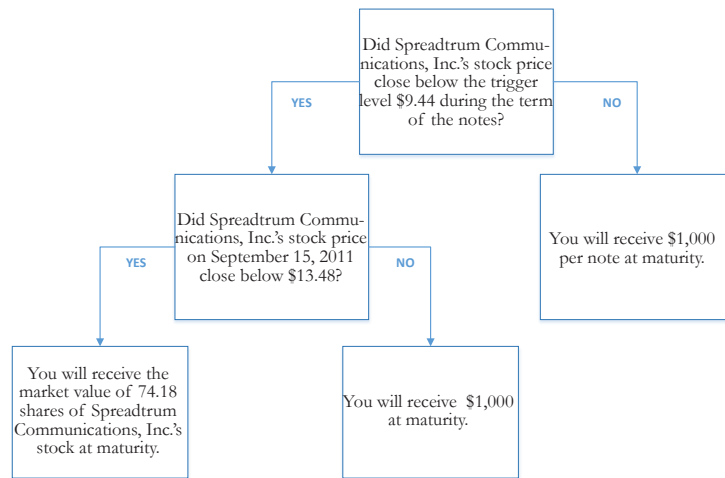 Did Spreadtrum Commu-
nications, Inc.'s stock price
close below the trigger
level $9.44 during the term
of the notes?
YES
NO
Did Spreadtrum Commu-
nications, Inc.'s stock price
on September 15, 2011
close below $13.48?
You will receive $1,000
per note at maturity.
YES
NO
You will receive the
market value of 74.18
shares of Spreadtrum
Communications, Inc.'s
stock at maturity.
You will receive $1,000
at maturity.